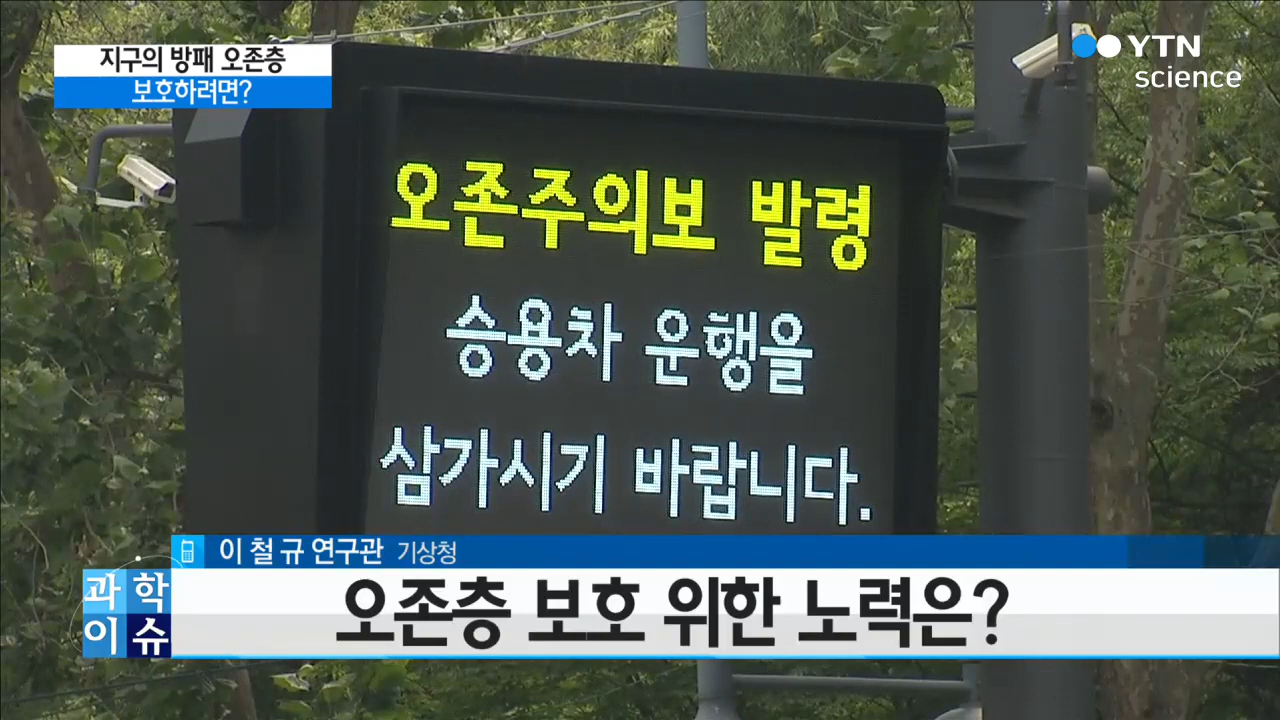 지구의 방패 오존층
보호하려면?
YTN
science
오존주의보 발령
승용차 운행을
삼가시기 바랍니다.
이 철 규 연구관 기상청
과학
이슈
오존층 보호 위한 노력은?